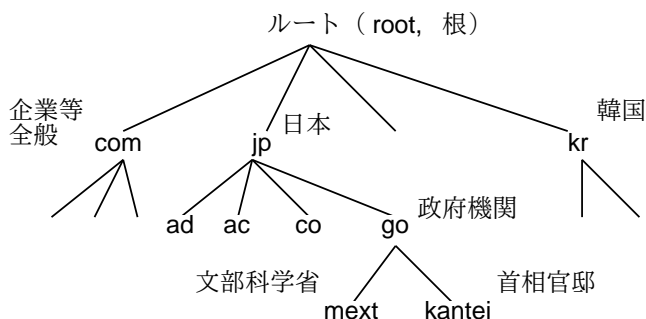 ルート（root, 根）
企業等
全般
com
日本
jp
韓国
kr
ad
ac
co
go
政府機関
文部科学省
mext
首相官邸
kantei